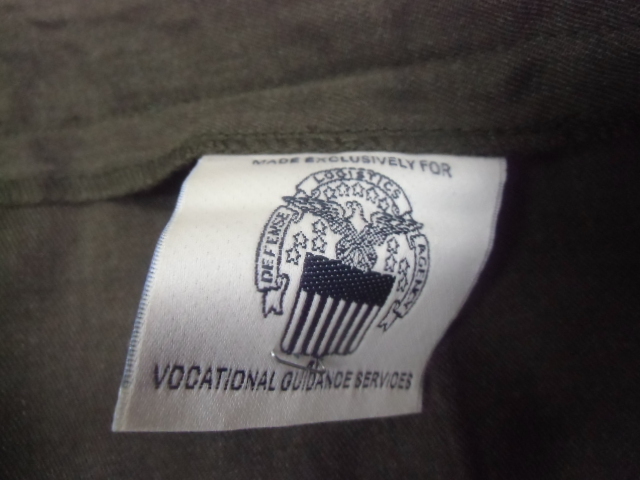 MADE EXCLUSIVELY FOR
DEFENSE LOGISTICS AGENCY
VOCATIONAL GUIDANCE SERVICES